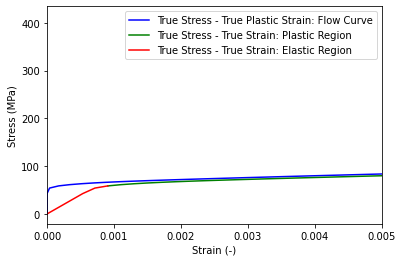 True Stress - True Plastic Strain: Flow Curve
True Stress - True Strain: Plastic Region
True Stress - True Strain: Elastic Region
Stress (MPa)
400
300
200
100
0
0.000 0.001 0.002 0.003 0.004 0.005
Strain (-)